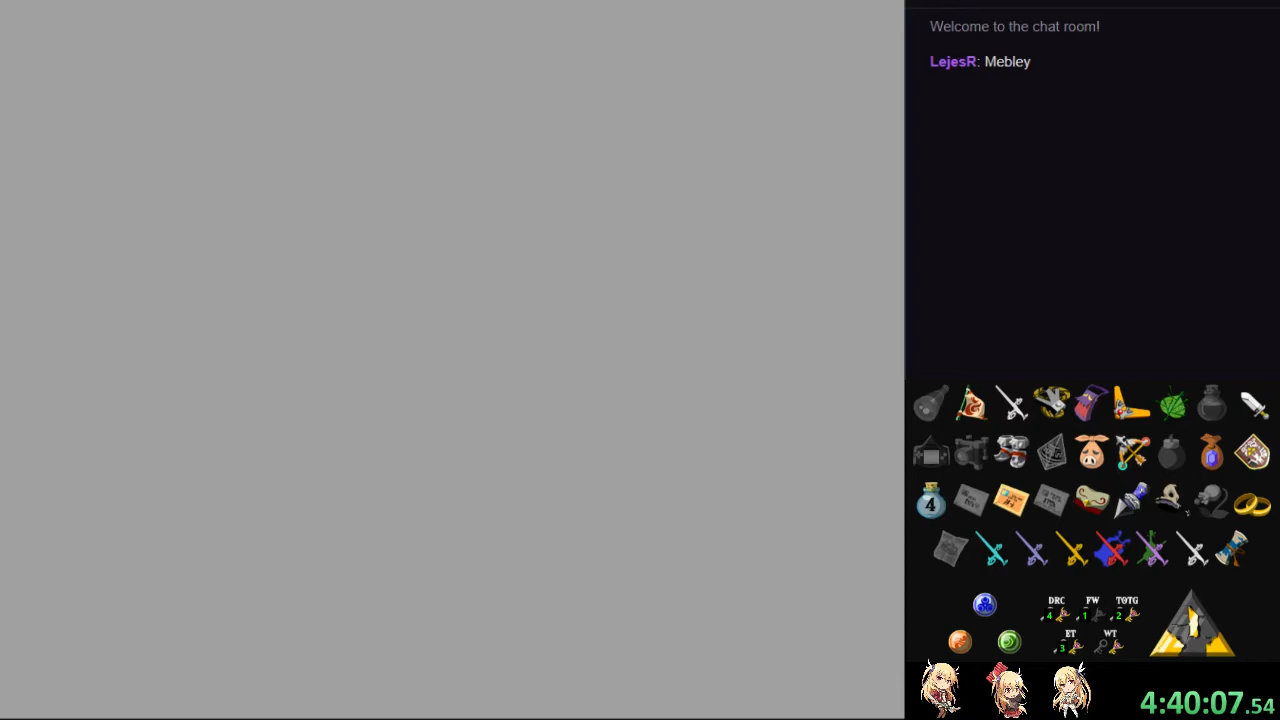 Welcome to the chat room!
LejesR: Mebley
4
DRC FW TOTG
4 1 2
ET WT
3
4:40:07.54